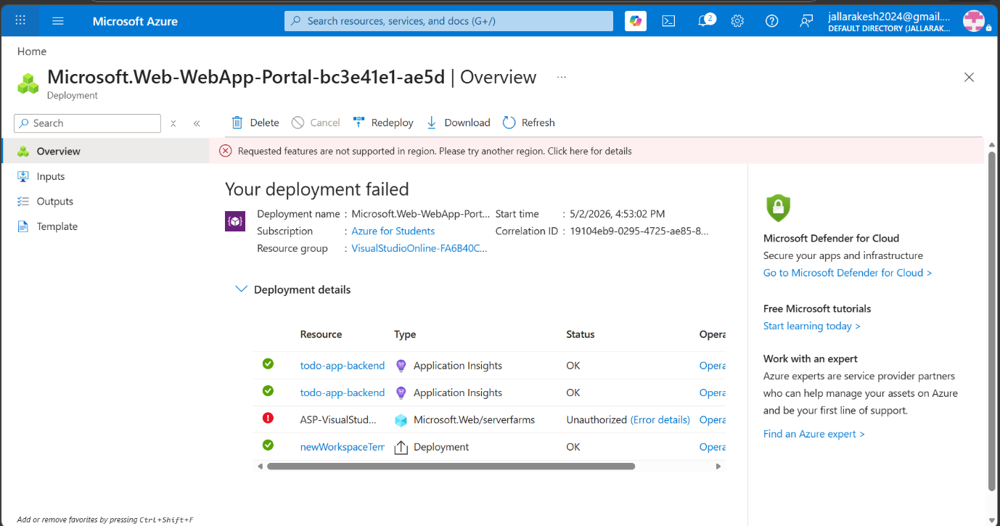 Microsoft Azure
Search resources, services, and docs (G+/)
2
jallarakesh2024@gmail....
DEFAULT DIRECTORY (JALLARAK...
Home
Microsoft.Web-WebApp-Portal-bc3e41e1-ae5d | Overview ...
Deployment
Search
Delete
Cancel
Redeploy
Download
Refresh
Overview
Inputs
Outputs
Template
Requested features are not supported in region. Please try another region. Click here for details
Your deployment failed
Deployment name : Microsoft.Web-WebApp-Port...
Subscription : Azure for Students
Resource group : VisualStudioOnline-FA6B40C...
Start time : 5/2/2026, 4:53:02 PM
Correlation ID : 19104eb9-0295-4725-ae85-8...
Deployment details
Resource Type Status Opera
todo-app-backend Application Insights OK Opera
todo-app-backend Application Insights OK Opera
ASP-VisualStud... Microsoft.Web/serverfarms Unauthorized (Error details) Opera
newWorkspaceTem Deployment OK Opera
Microsoft Defender for Cloud
Secure your apps and infrastructure
Go to Microsoft Defender for Cloud >
Free Microsoft tutorials
Start learning today >
Work with an expert
Azure experts are service provider partners
who can help manage your assets on Azure
and be your first line of support.
Find an Azure expert >
Add or remove favorites by pressing Ctrl+Shift+F